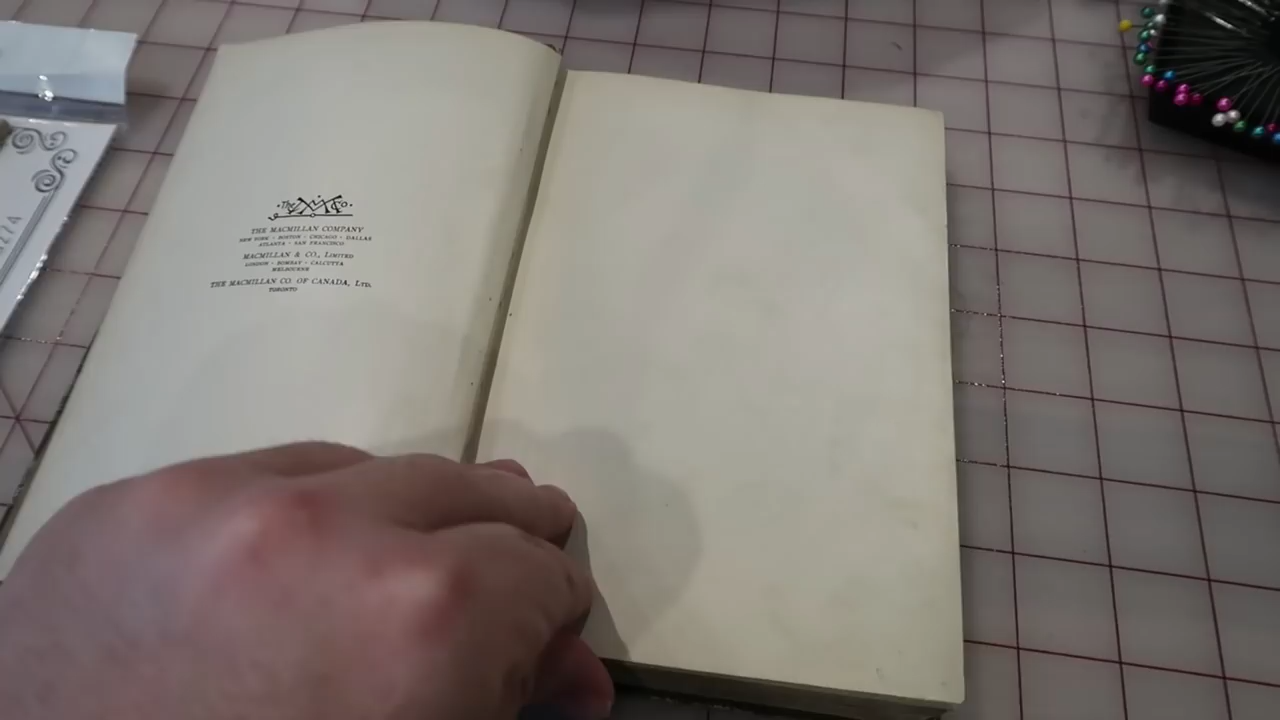 The M Co.
THE MACMILLAN COMPANY
NEW YORK · BOSTON · CHICAGO · DALLAS
ATLANTA · SAN FRANCISCO
MACMILLAN & CO., LIMITED
LONDON · BOMBAY · CALCUTTA
MELBOURNE
THE MACMILLAN CO. OF CANADA, LTD.
TORONTO